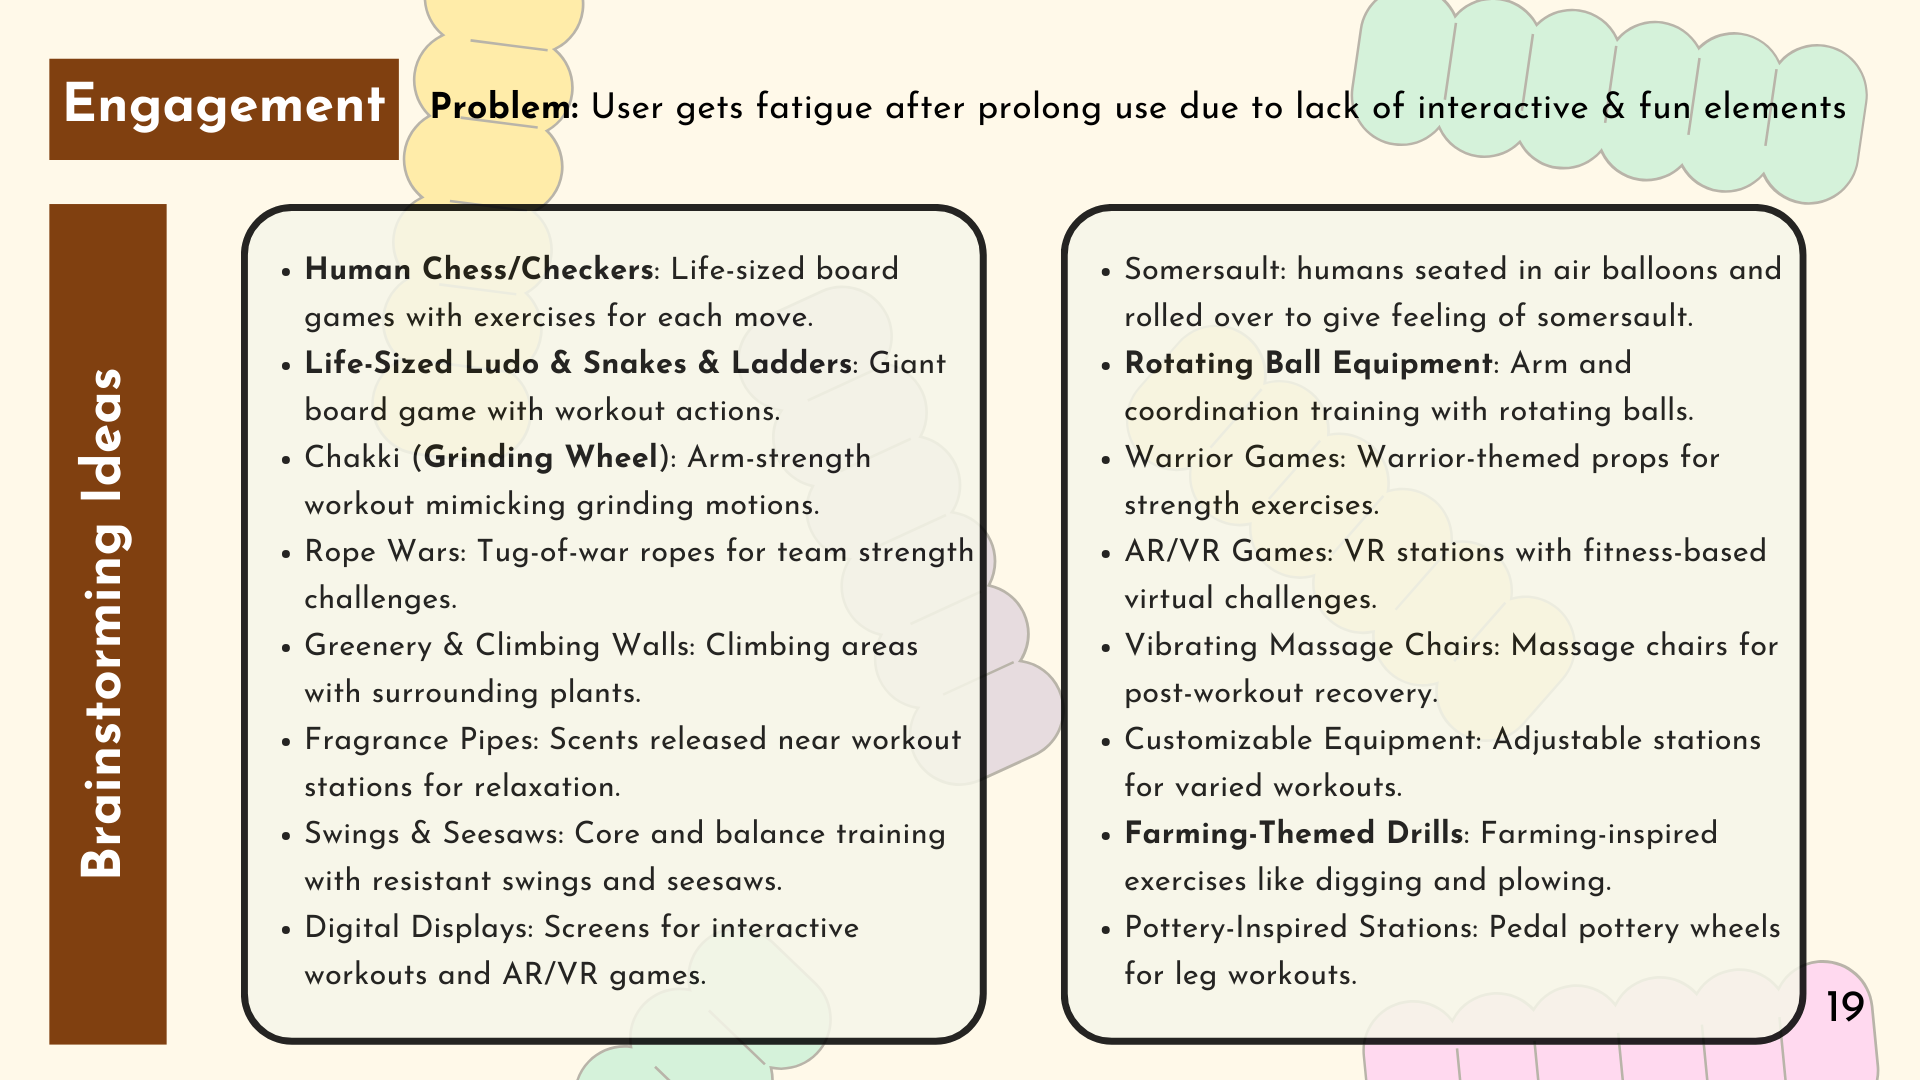 Engagement
Problem: User gets fatigue after prolong use due to lack of interactive & fun elements
Brainstorming Ideas
• Human Chess/Checkers: Life-sized board
games with exercises for each move.
• Life-Sized Ludo & Snakes & Ladders: Giant
board game with workout actions.
• Chakki (Grinding Wheel): Arm-strength
workout mimicking grinding motions.
• Rope Wars: Tug-of-war ropes for team strength
challenges.
• Greenery & Climbing Walls: Climbing areas
with surrounding plants.
• Fragrance Pipes: Scents released near workout
stations for relaxation.
• Swings & Seesaws: Core and balance training
with resistant swings and seesaws.
• Digital Displays: Screens for interactive
workouts and AR/VR games.
• Somersault: humans seated in air balloons and
rolled over to give feeling of somersault.
• Rotating Ball Equipment: Arm and
coordination training with rotating balls.
• Warrior Games: Warrior-themed props for
strength exercises.
• AR/VR Games: VR stations with fitness-based
virtual challenges.
• Vibrating Massage Chairs: Massage chairs for
post-workout recovery.
• Customizable Equipment: Adjustable stations
for varied workouts.
• Farming-Themed Drills: Farming-inspired
exercises like digging and plowing.
• Pottery-Inspired Stations: Pedal pottery wheels
for leg workouts.
19